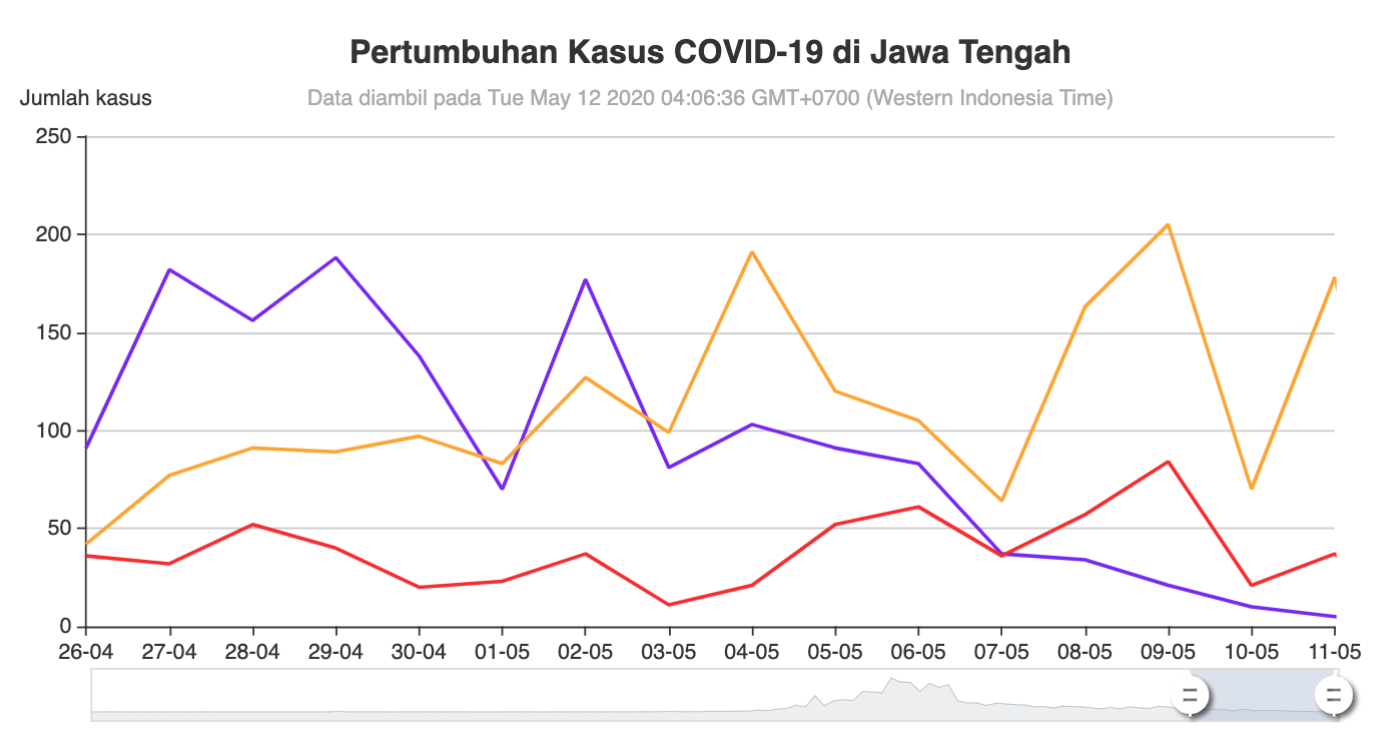 Pertumbuhan Kasus COVID-19 di Jawa Tengah
Jumlah kasus
Data diambil pada Tue May 12 2020 04:06:36 GMT+0700 (Western Indonesia Time)
250
200
150
100
50
0
26-04 27-04 28-04 29-04 30-04 01-05 02-05 03-05 04-05 05-05 06-05 07-05 08-05 09-05 10-05 11-05